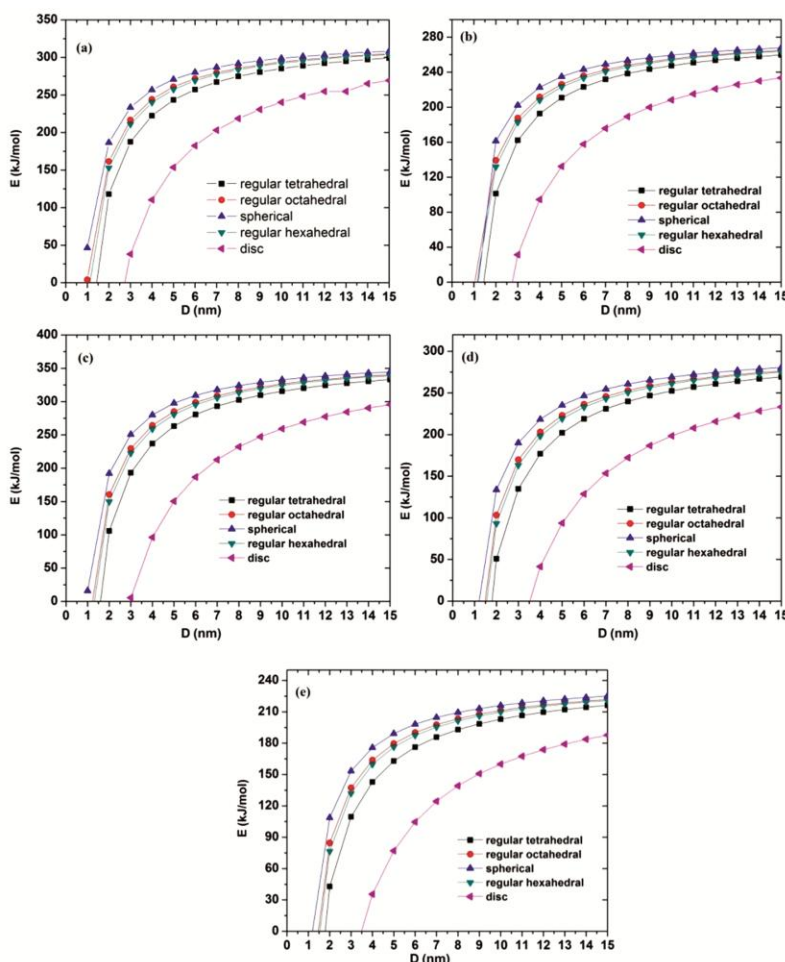 (a)
350
300
250
200
150
100
50
0
E (kJ/mol)
regular tetrahedral
regular octahedral
spherical
regular hexahedral
disc
0 1 2 3 4 5 6 7 8 9 10 11 12 13 14 15
D (nm)
(b)
280
240
200
160
120
80
40
0
E (kJ/mol)
regular tetrahedral
regular octahedral
spherical
regular hexahedral
disc
0 1 2 3 4 5 6 7 8 9 10 11 12 13 14 15
D (nm)
(c)
400
350
300
250
200
150
100
50
0
E (kJ/mol)
regular tetrahedral
regular octahedral
spherical
regular hexahedral
disc
0 1 2 3 4 5 6 7 8 9 10 11 12 13 14 15
D (nm)
(d)
300
250
200
150
100
50
0
E (kJ/mol)
regular tetrahedral
regular octahedral
spherical
regular hexahedral
disc
0 1 2 3 4 5 6 7 8 9 10 11 12 13 14 15
D (nm)
(e)
240
210
180
150
120
90
60
30
0
E (kJ/mol)
regular tetrahedral
regular octahedral
spherical
regular hexahedral
disc
0 1 2 3 4 5 6 7 8 9 10 11 12 13 14 15
D (nm)